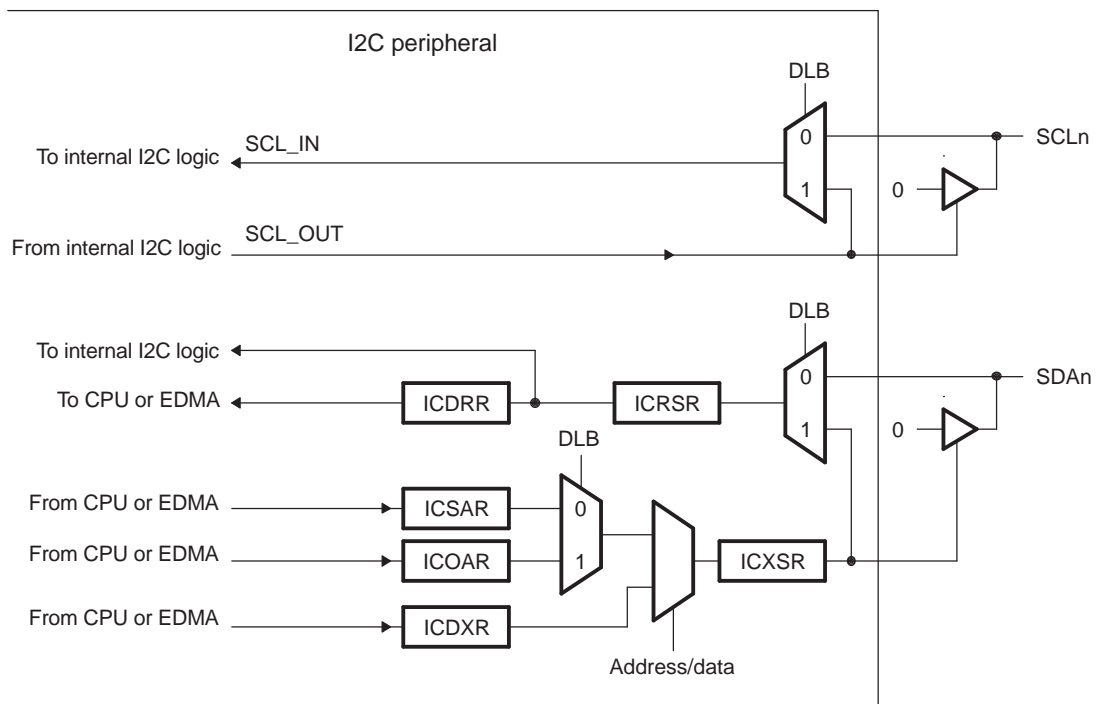 I2C peripheral
DLB
SCL_IN
0
SCLn
To internal I2C logic
1
0
SCL_OUT
From internal I2C logic
DLB
To internal I2C logic
0
SDAn
To CPU or EDMA
ICDRR
ICRSR
1
0
DLB
From CPU or EDMA
ICSAR
0
From CPU or EDMA
ICOAR
1
ICXSR
From CPU or EDMA
ICDXR
Address/data